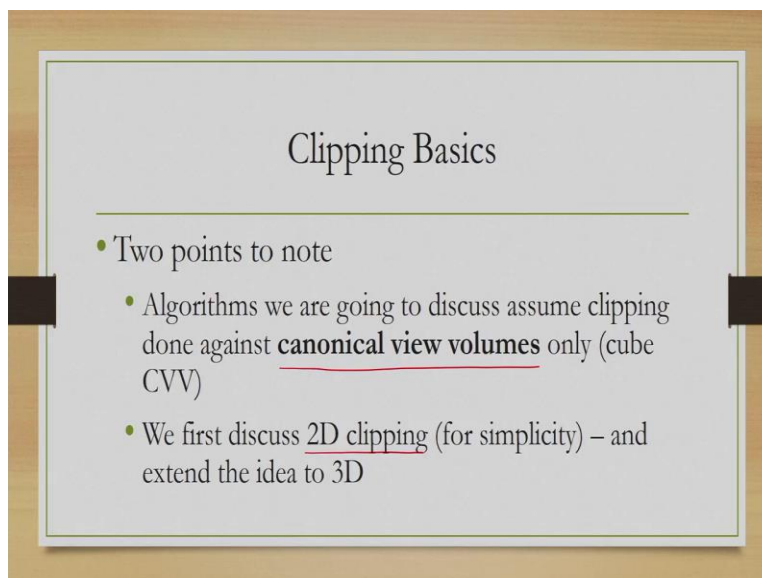 Clipping Basics
• Two points to note
• Algorithms we are going to discuss assume clipping
done against canonical view volumes only (cube
CVV)
• We first discuss 2D clipping (for simplicity) – and
extend the idea to 3D